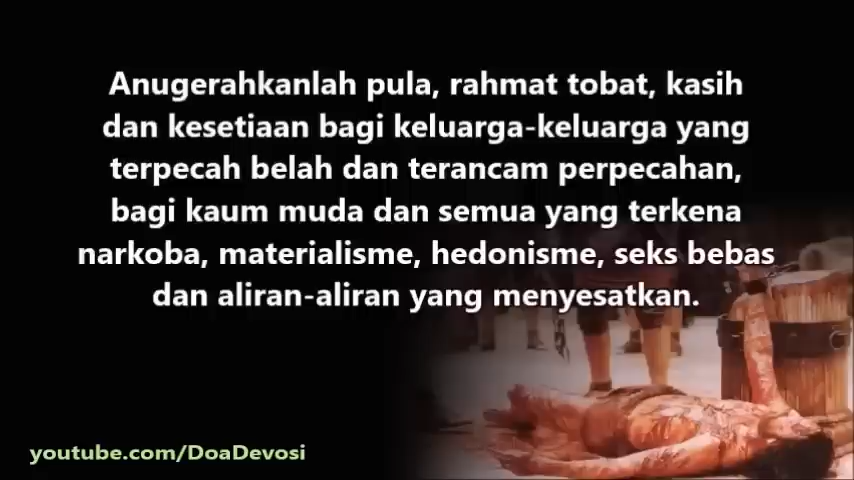 Anugerahkanlah pula, rahmat tobat, kasih
dan kesetiaan bagi keluarga-keluarga yang
terpecah belah dan terancam perpecahan,
bagi kaum muda dan semua yang terkena
narkoba, materialisme, hedonisme, seks bebas
dan aliran-aliran yang menyesatkan.
youtube.com/DoaDevosi